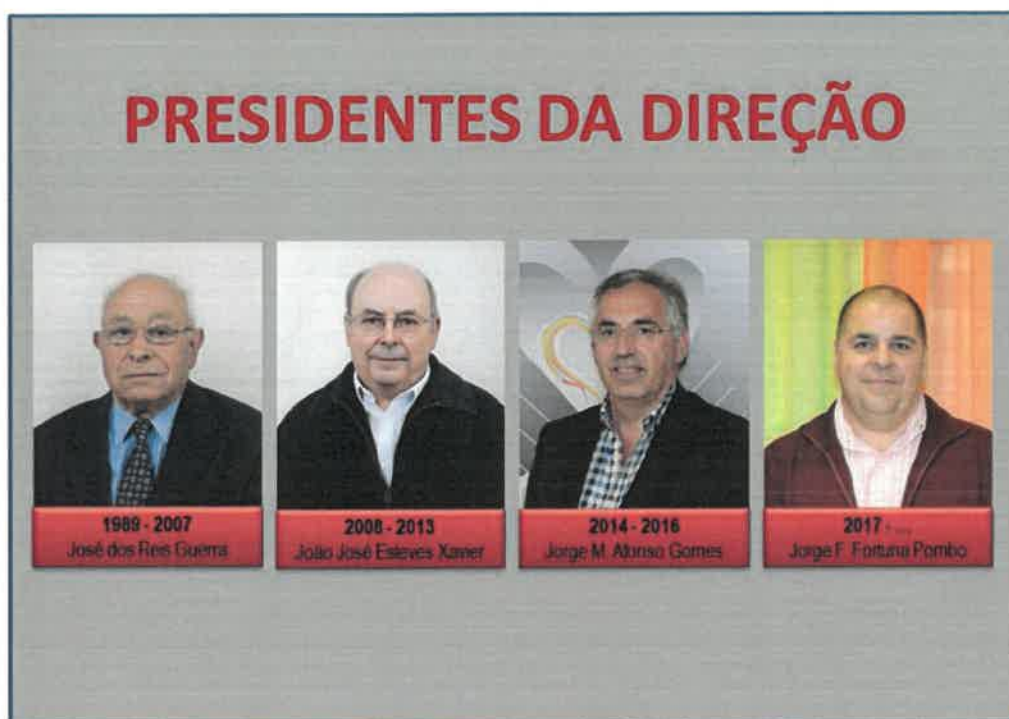 PRESIDENTES DA DIREÇÃO
1989 - 2007
José dos Reis Guerra
2008 - 2013
João José Esteves Xavier
2014 - 2016
Jorge M. Afonso Gomes
2017 - ...
Jorge F. Fortuna Pombo